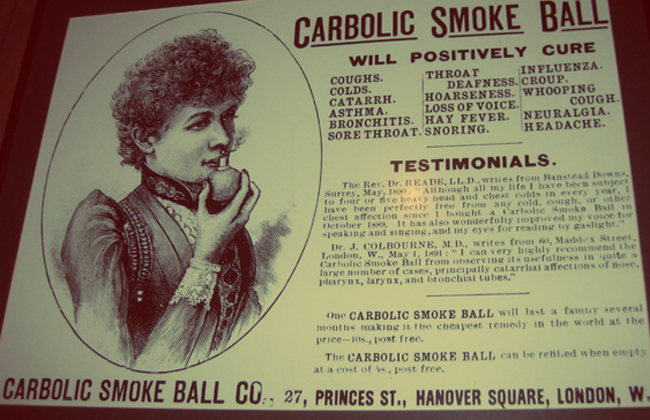 CARBOLIC SMOKE BALL
WILL POSITIVELY CURE
COUGHS.
COLDS.
CATARRH.
ASTHMA.
BRONCHITIS.
SORE THROAT.
THROAT
DEAFNESS.
HOARSENESS.
LOSS OF VOICE.
HAY FEVER.
SNORING.
INFLUENZA.
CROUP.
WHOOPING
COUGH.
NEURALGIA.
HEADACHE.
TESTIMONIALS.
The Rev. Dr. READE, LL.D., writes from Banstead Downs,
Surrey, May, 1890, "Although all my life I have been subject
to four or five heavy head and chest colds in every year, I
have been perfectly free from any cold, cough, or other
chest affection since I bought a Carbolic Smoke Ball in
October 1889. It has also wonderfully improved my voice for
speaking and singing, and my eyes for reading by gaslight."
Dr. J. COLBOURNE, M.D., writes from 60, Maddox Street,
London, W., May 1, 1891: "I can very highly recommend the
Carbolic Smoke Ball from observing its usefulness in quite a
large number of cases, principally catarrhal affections of nose,
pharynx, larynx, and bronchial tubes."
One CARBOLIC SMOKE BALL will last a family several
months making it the cheapest remedy in the world at the
price—10s., post free.
The CARBOLIC SMOKE BALL can be refilled when empty
at a cost of 5s., post free.
CARBOLIC SMOKE BALL CO., 27, PRINCES ST., HANOVER SQUARE, LONDON, W.